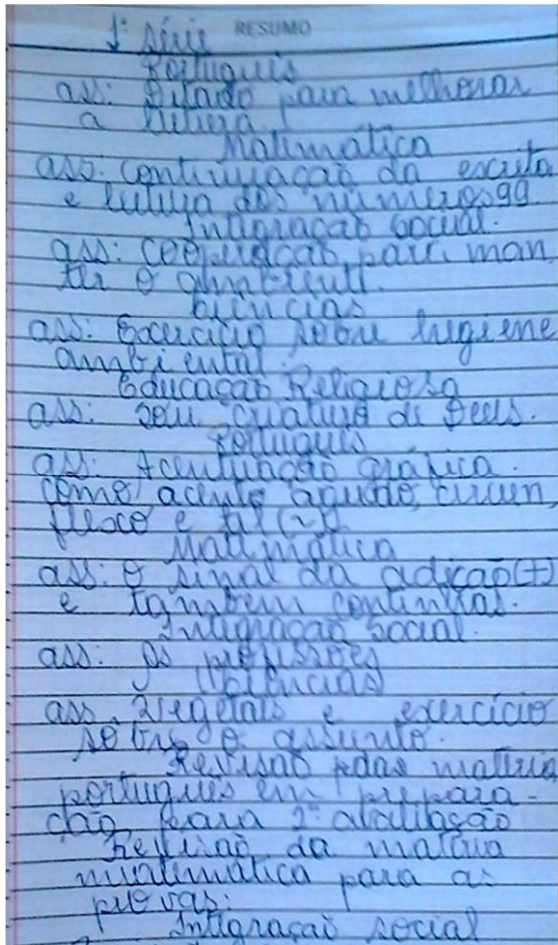 RESUMO
1ª série
Português
ass: Ditado para melhorar
a leitura.
Matimática
ass. continuação da escrita
e leitura dos números 99.
Integração Social.
ass: cooperação para man
ter o ambiente.
Ciências
ass: Exercício sobre higiene
ambiental.
Educação Religiosa
ass: sou criatura de Deus.
Português
ass: Acentuação gráfica.
como acento agudo, circun
flexo e til (~).
Matimática
ass: O sinal da adição (+)
e também continhas.
Integração Social.
ass: As profissões
Ciências
ass. Vegetais e exercício
sobre o assunto.
Revisão das matéria
português em prepara-
ção para 2ª avaliação
Revisão da matéria
matimática para as
provas.
Integração social